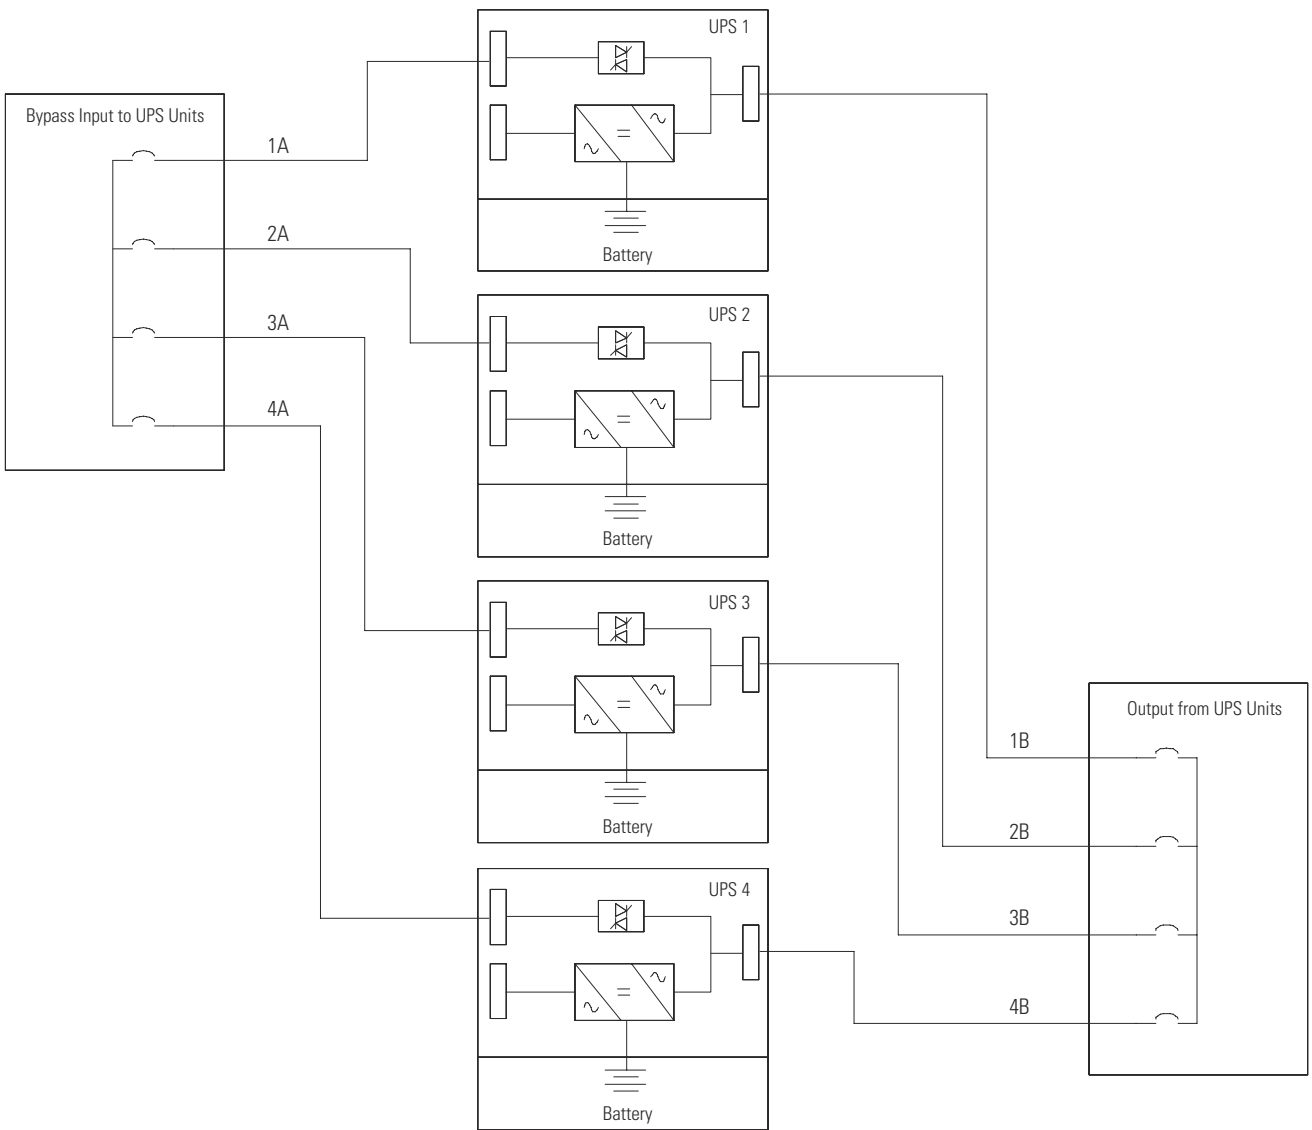 UPS 1
Bypass Input to UPS Units
1A
2A
3A
4A
Battery
UPS 2
Battery
UPS 3
Battery
UPS 4
Battery
Output from UPS Units
1B
2B
3B
4B